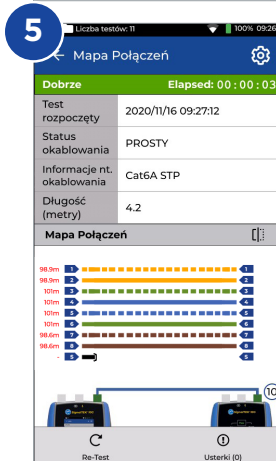 5
Liczba testów: 11
100% 09:26
← Mapa Połączeń
Dobrze Elapsed: 00:00:03
Test rozpoczęty 2020/11/16 09:27:12
Status okablowania PROSTY
Informacje nt. okablowania Cat6A STP
Długość (metry) 4.2
Mapa Połączeń
98.9m 1 1
98.9m 2 2
101m 3 3
101m 4 4
101m 5 5
101m 6 6
98.6m 7 7
98.6m 8 8
- S S
10
Re-Test
Usterki (0)